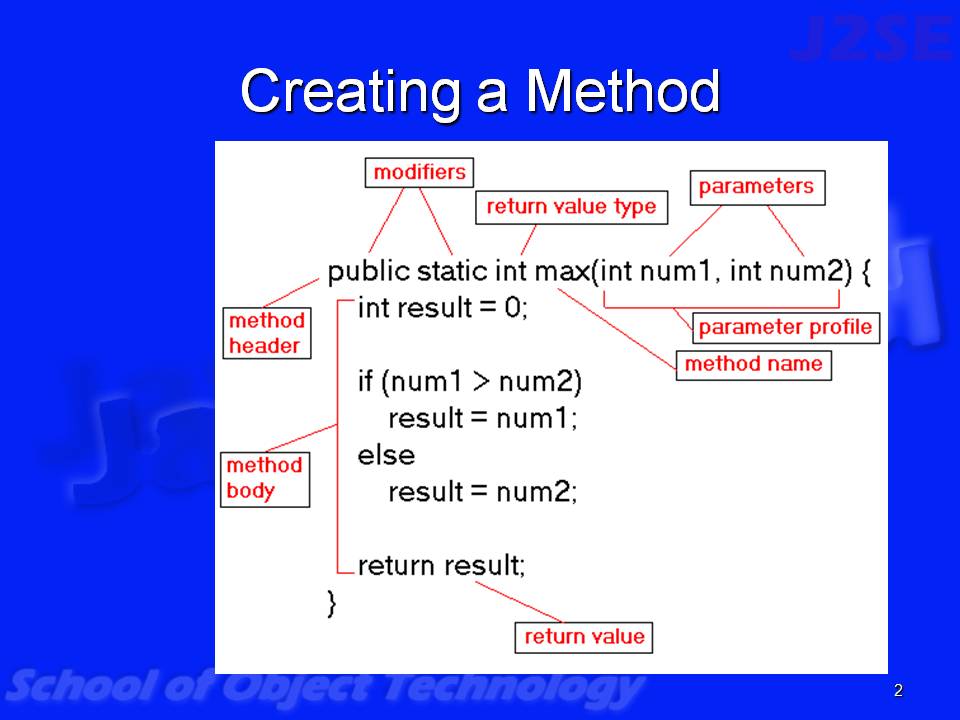 J2SE
Creating a Method
modifiers
return value type
parameters
public static int max(int num1, int num2) {
method
header
int result = 0;
parameter profile
method name
if (num1 > num2)
result = num1;
else
method
body
result = num2;
return result;
}
return value
School of Object Technology
2